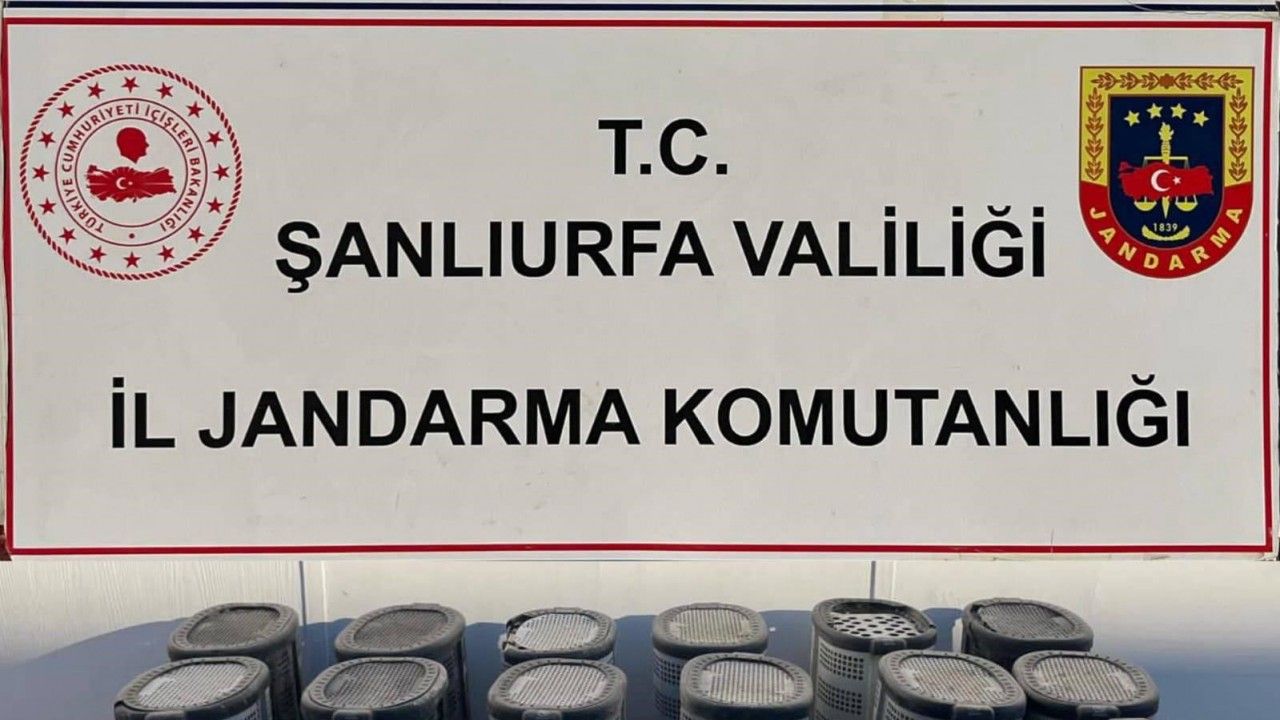 T.C.
ŞANLIURFA VALİLİĞİ
İL JANDARMA KOMUTANLIĞI
TÜRKİYE CUMHURİYETİ İÇİŞLERİ BAKANLIĞI
1839
JANDARMA